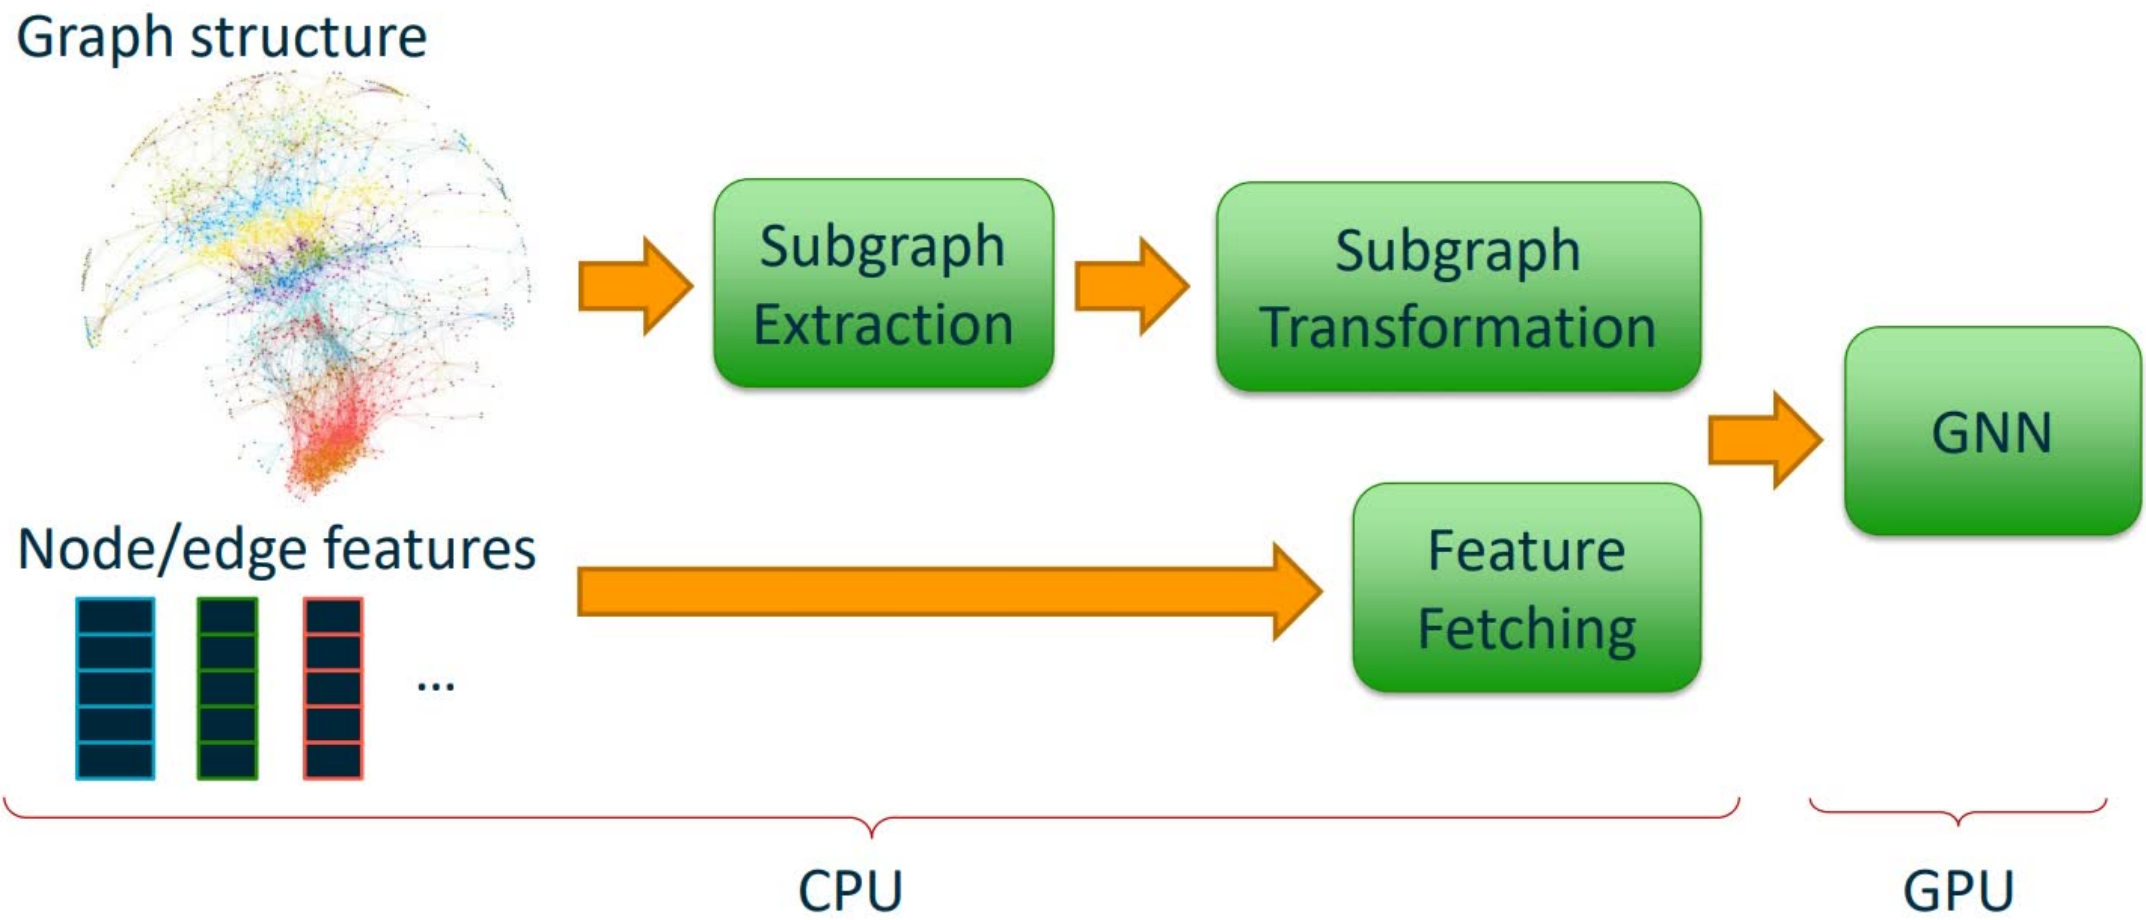 Graph structure
Subgraph
Extraction
Subgraph
Transformation
GNN
Node/edge features
Feature
Fetching
...
CPU
GPU